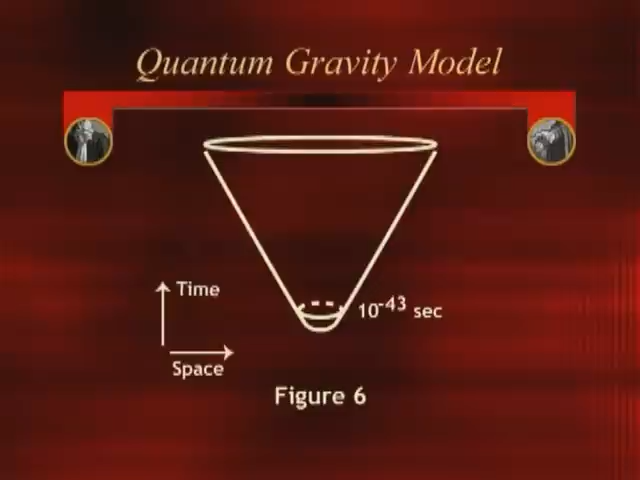 Quantum Gravity Model
Time
10⁻⁴³ sec
Space
Figure 6